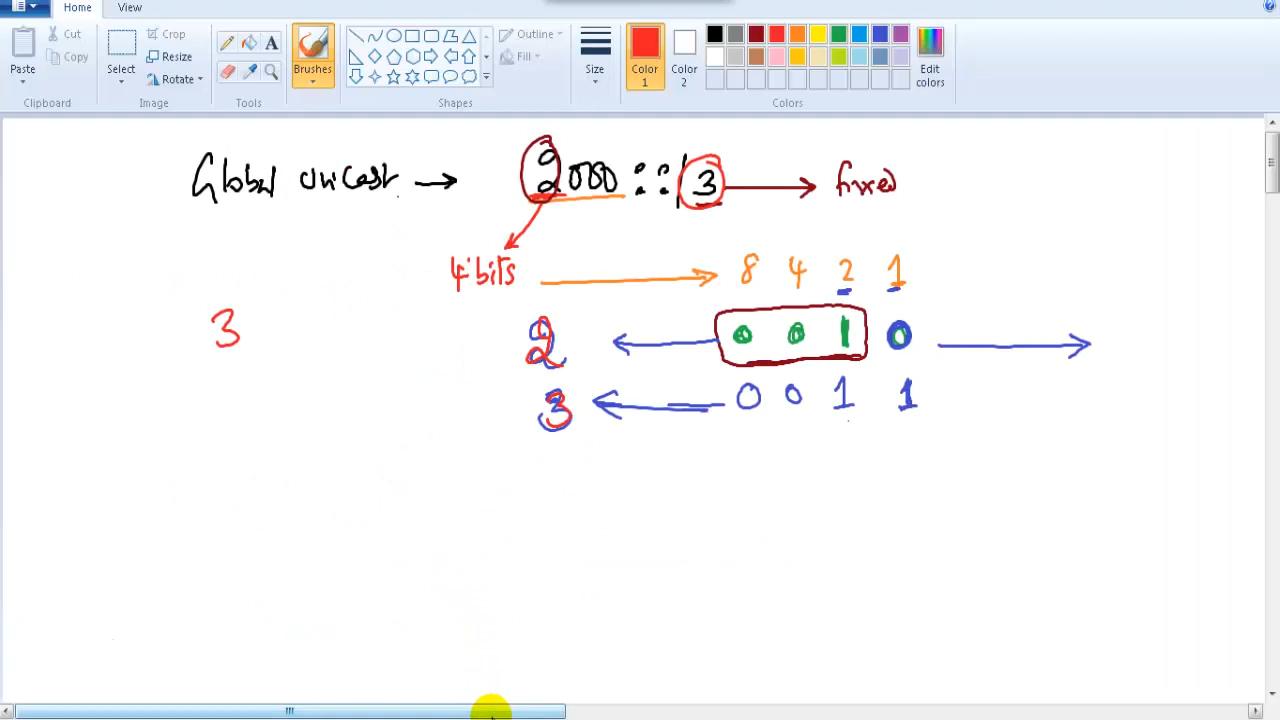 Home View
Paste Cut Copy Select Resize Rotate Brushes Outline Fill Size Color 1 Color 2 Edit colors
Clipboard Image Tools Shapes Colors
Global unicast → 2000 :: / 3 → fixed
4 bits → 8 4 2 1
3
2 ← 0 0 1 0 →
3 ← 0 0 1 1